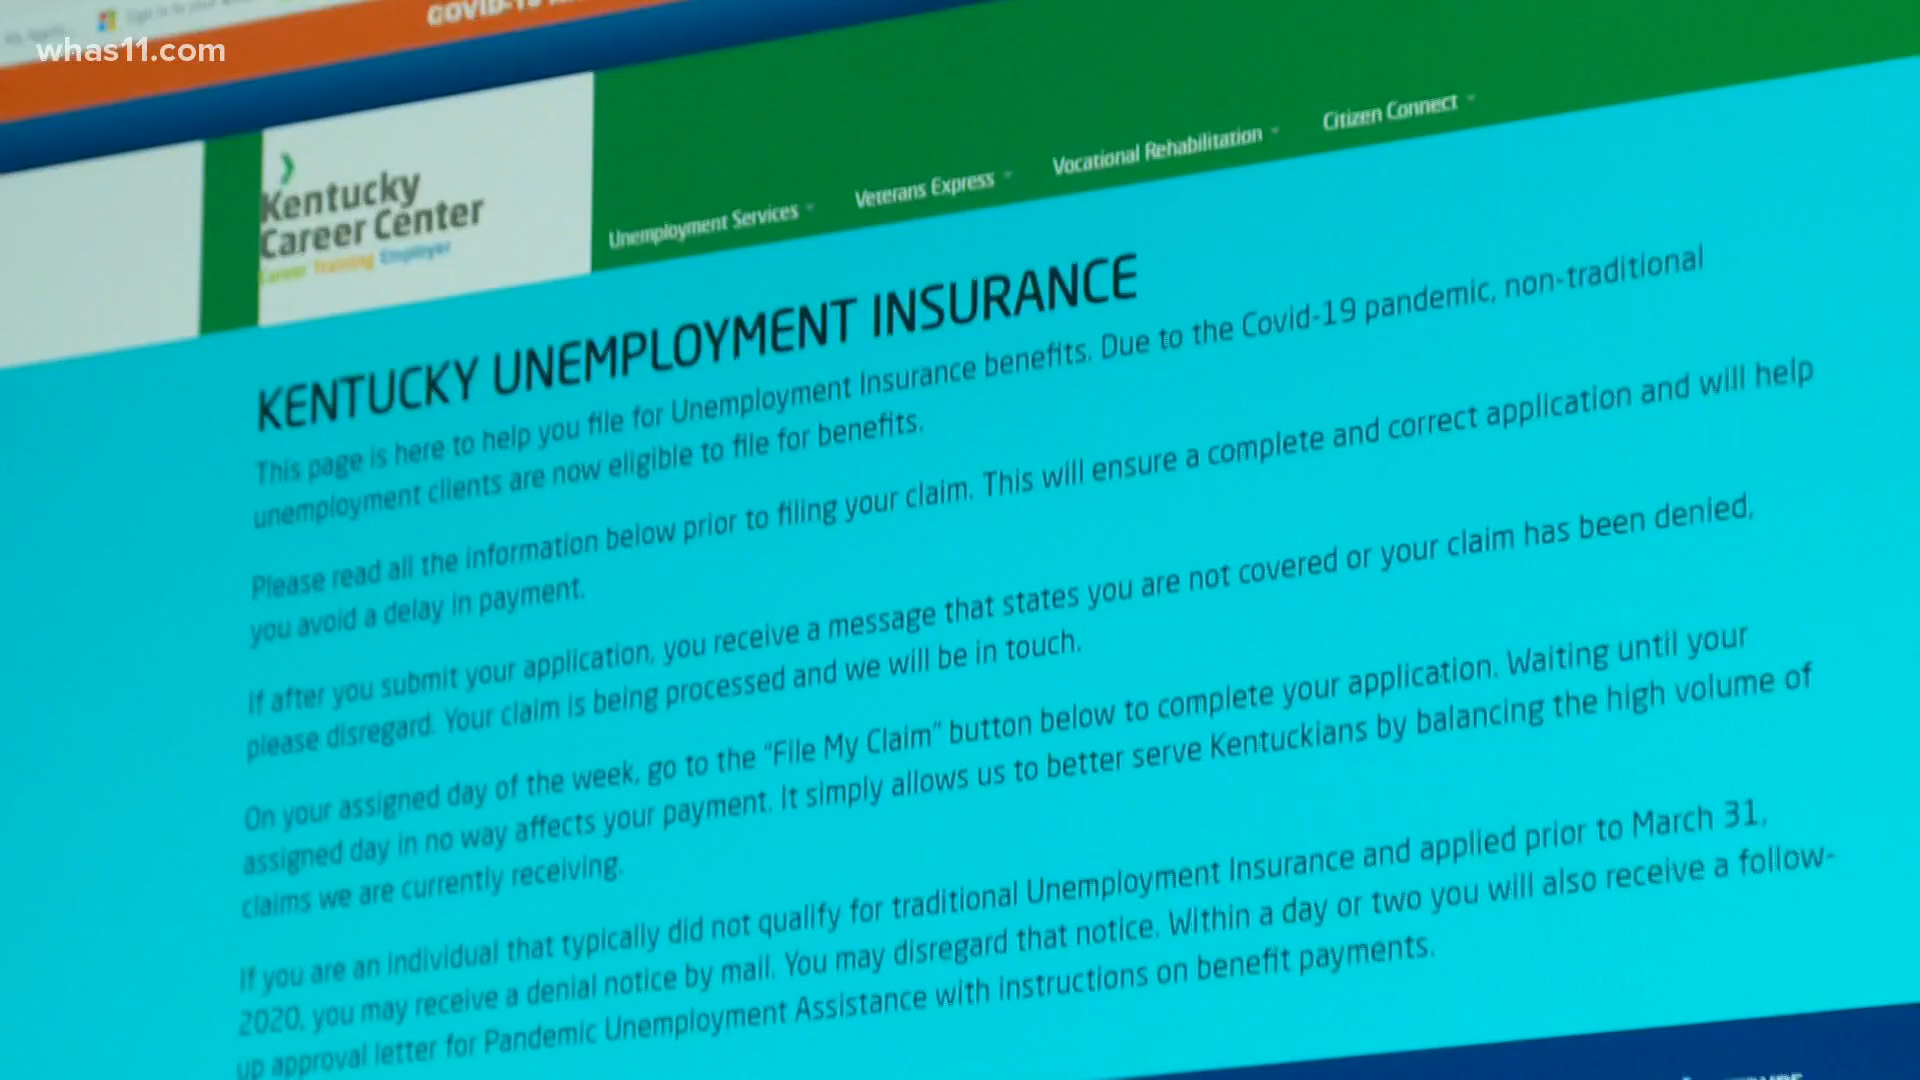 whas11.com
COVID-19
Kentucky
Career Center
Career Training Employer
Unemployment Services
Veterans Express
Vocational Rehabilitation
Citizen Connect
KENTUCKY UNEMPLOYMENT INSURANCE
This page is here to help you file for Unemployment Insurance benefits. Due to the Covid-19 pandemic, non-traditional
unemployment clients are now eligible to file for benefits.
Please read all the information below prior to filing your claim. This will ensure a complete and correct application and will help
you avoid a delay in payment.
If after you submit your application, you receive a message that states you are not covered or your claim has been denied,
please disregard. Your claim is being processed and we will be in touch.
On your assigned day of the week, go to the "File My Claim" button below to complete your application. Waiting until your
assigned day in no way affects your payment. It simply allows us to better serve Kentuckians by balancing the high volume of
claims we are currently receiving.
If you are an individual that typically did not qualify for traditional Unemployment Insurance and applied prior to March 31,
2020, you may receive a denial notice by mail. You may disregard that notice. Within a day or two you will also receive a follow-
up approval letter for Pandemic Unemployment Assistance with instructions on benefit payments.